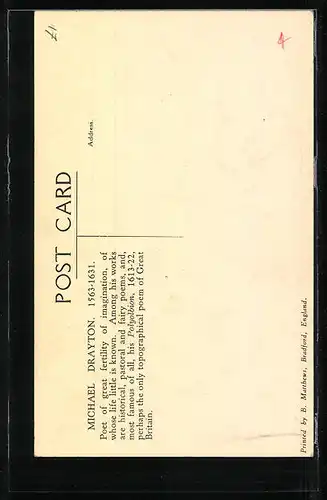 POST CARD
MICHAEL DRAYTON. 1563-1631.
Poet of great fertility of imagination, of
whose life little is known. Among his works
are historical, pastoral and fairy poems, and,
most famous of all, his Polyolbion, 1613-22,
perhaps the only topographical poem of Great
Britain.
Address.
Printed by B. Matthews, Bradford, England.